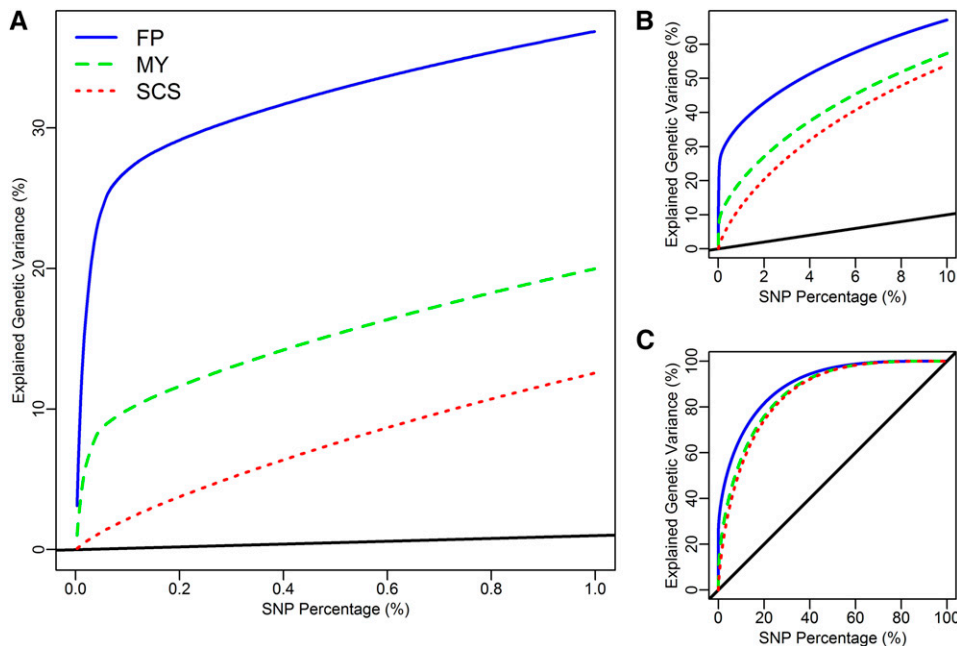 A
FP
MY
SCS
Explained Genetic Variance (%)
30
20
10
0
0.0 0.2 0.4 0.6 0.8 1.0
SNP Percentage (%)
B
Explained Genetic Variance (%)
60
50
40
30
20
10
0
0 2 4 6 8 10
SNP Percentage (%)
C
Explained Genetic Variance (%)
100
80
60
40
20
0
0 20 40 60 80 100
SNP Percentage (%)